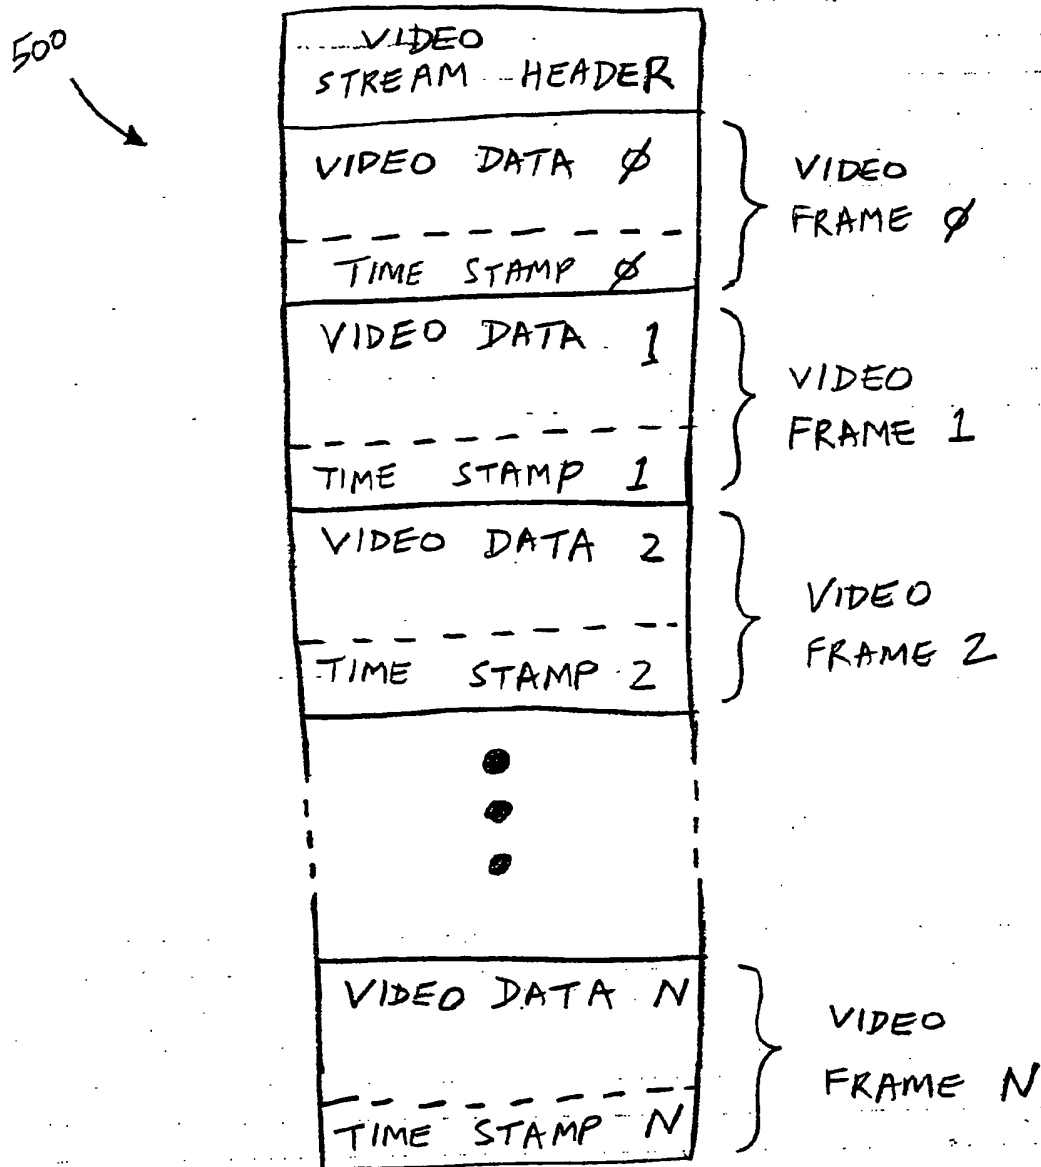 500
VIDEO
STREAM HEADER
VIDEO DATA Ø
TIME STAMP Ø
VIDEO
FRAME Ø
VIDEO DATA 1
TIME STAMP 1
VIDEO
FRAME 1
VIDEO DATA 2
TIME STAMP 2
VIDEO
FRAME 2
VIDEO DATA N
TIME STAMP N
VIDEO
FRAME N